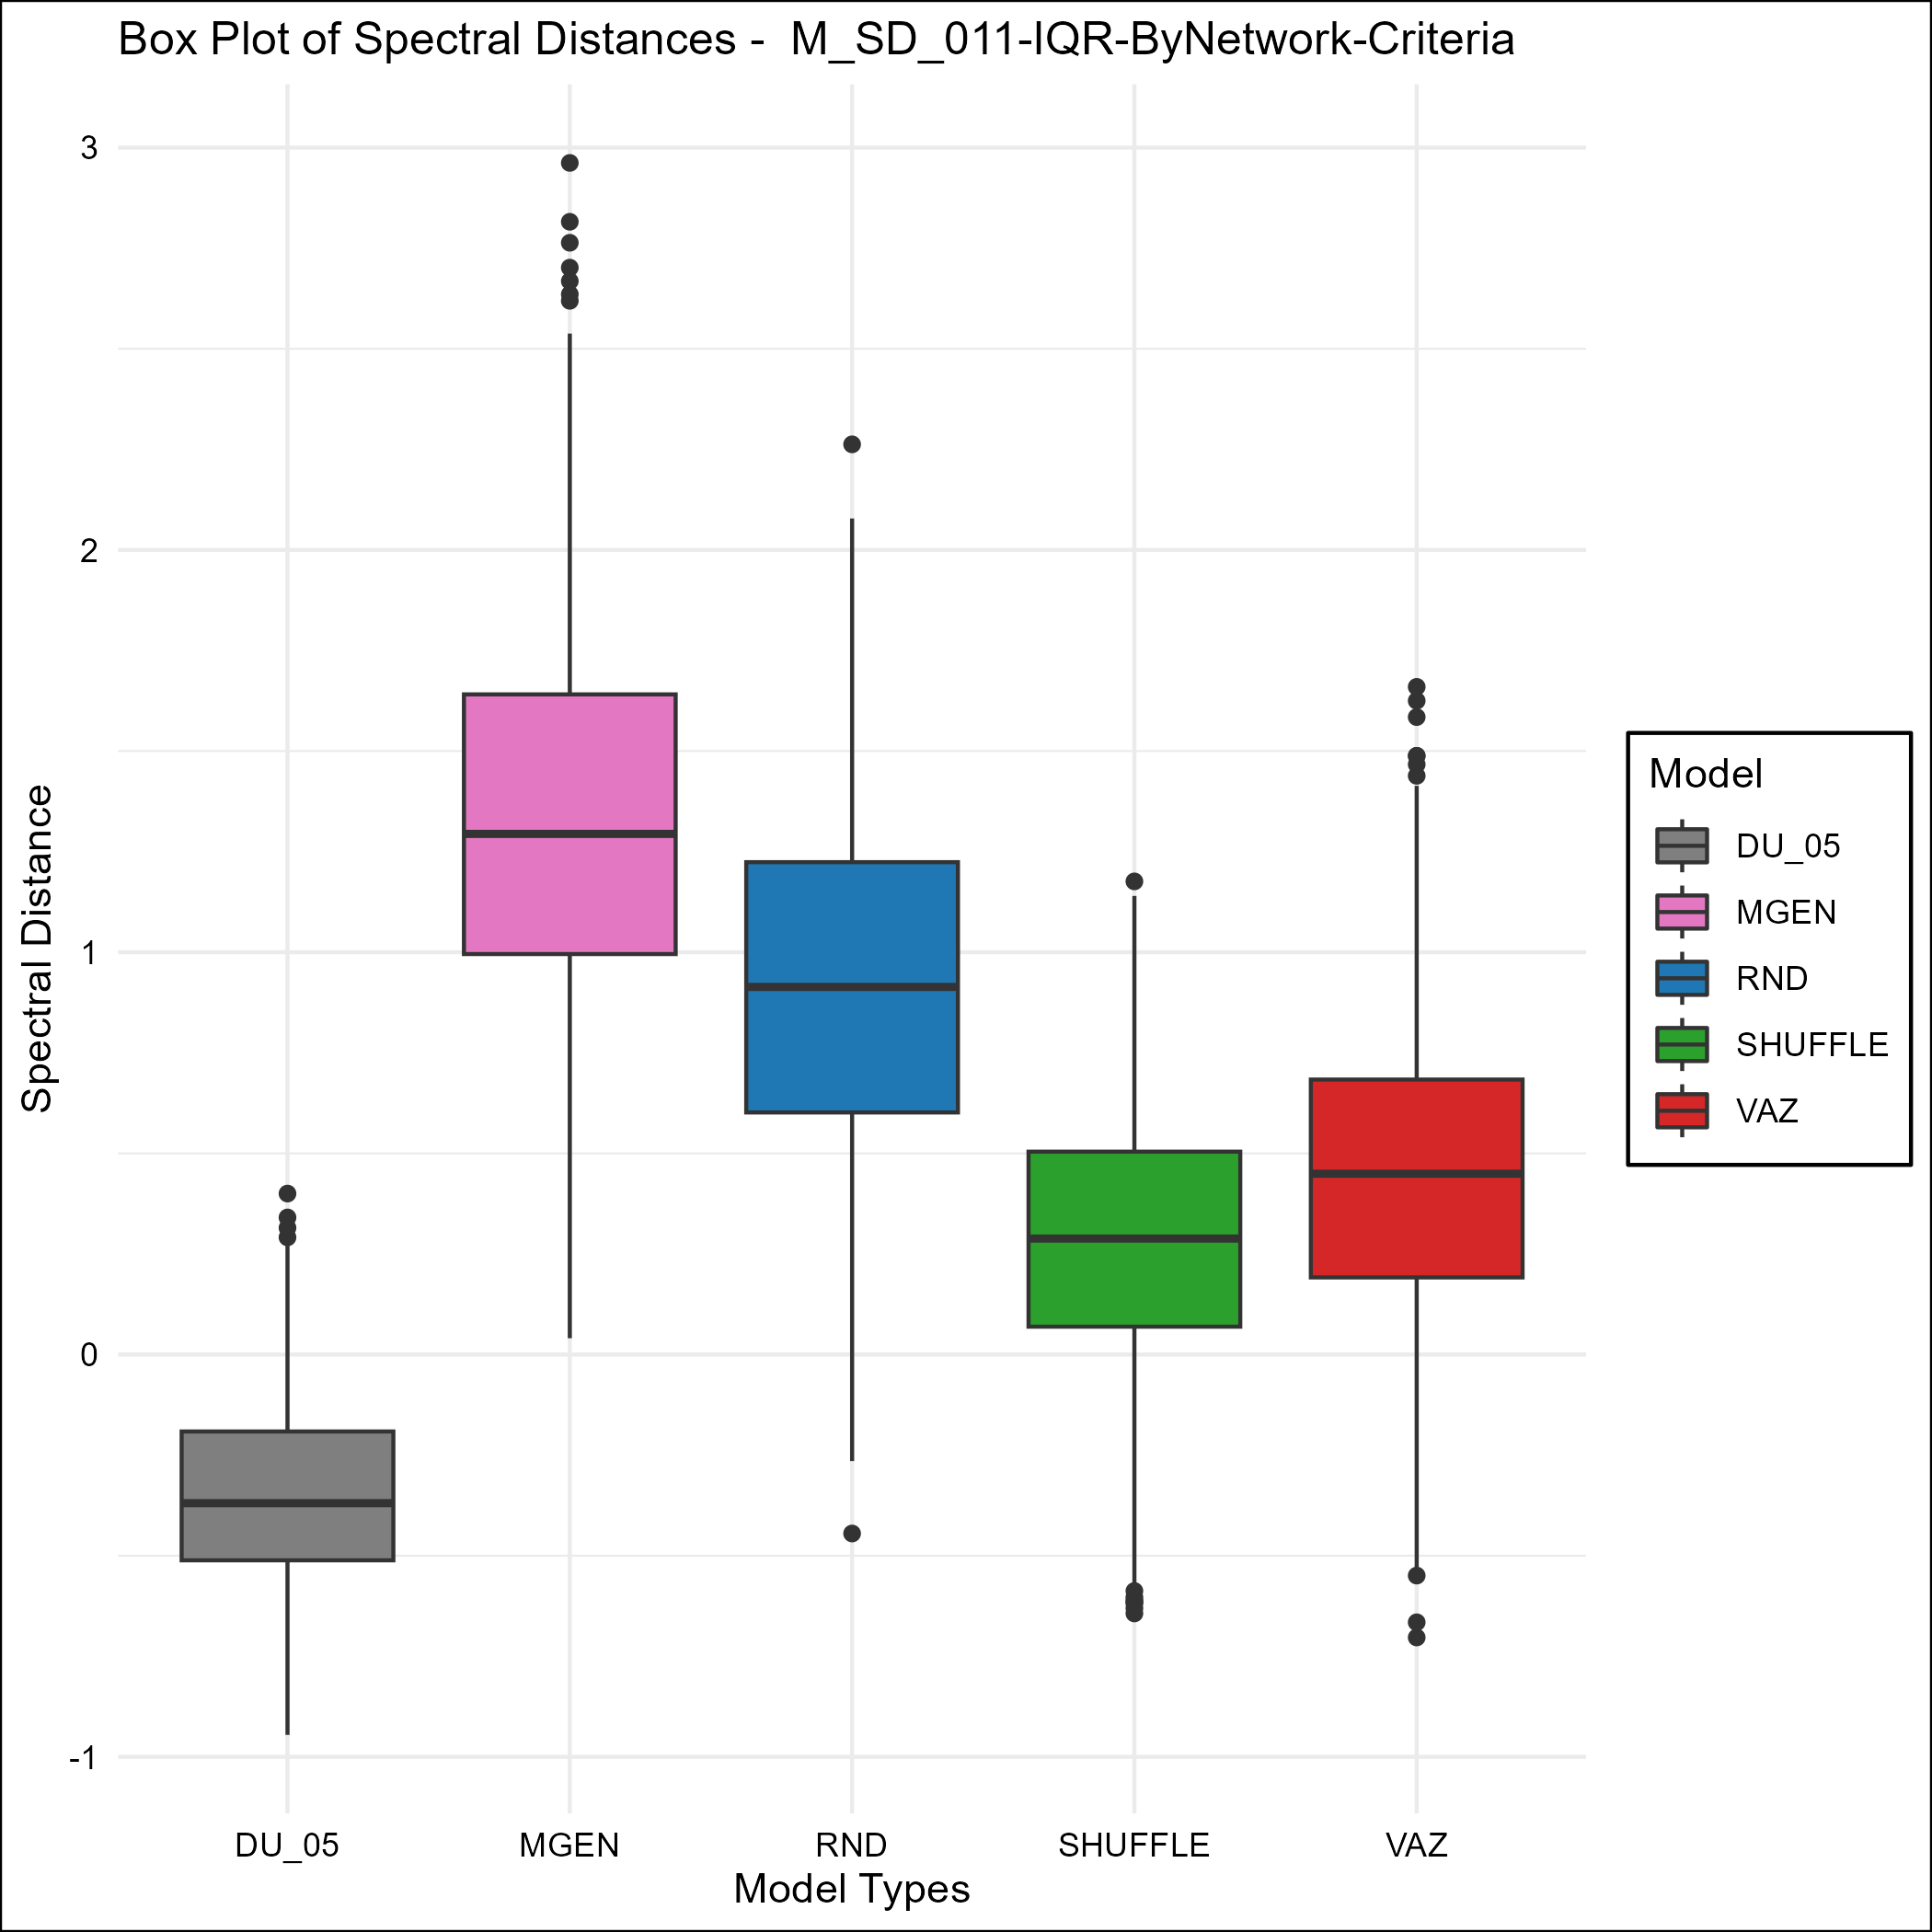 Box Plot of Spectral Distances -  M_SD_011-IQR-ByNetwork-Criteria
Spectral Distance
3
2
1
0
-1
DU_05
MGEN
RND
SHUFFLE
VAZ
Model Types
Model
DU_05
MGEN
RND
SHUFFLE
VAZ